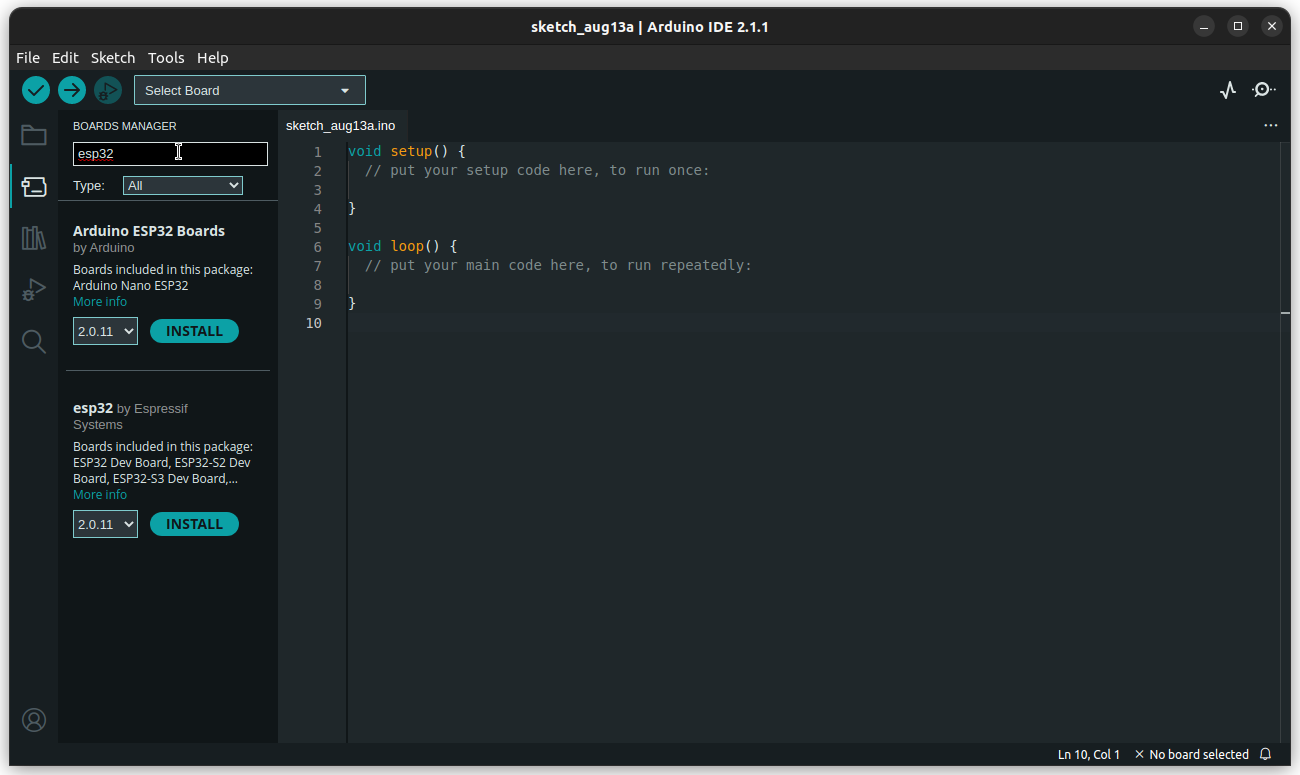 sketch_aug13a | Arduino IDE 2.1.1
File Edit Sketch Tools Help
Select Board
BOARDS MANAGER
esp32
Type: All
Arduino ESP32 Boards
by Arduino
Boards included in this package:
Arduino Nano ESP32
More info
2.0.11 INSTALL
esp32 by Espressif
Systems
Boards included in this package:
ESP32 Dev Board, ESP32-S2 Dev
Board, ESP32-S3 Dev Board,...
More info
2.0.11 INSTALL
sketch_aug13a.ino
1 void setup() {
2 // put your setup code here, to run once:
3
4 }
5
6 void loop() {
7 // put your main code here, to run repeatedly:
8
9 }
10
Ln 10, Col 1 × No board selected